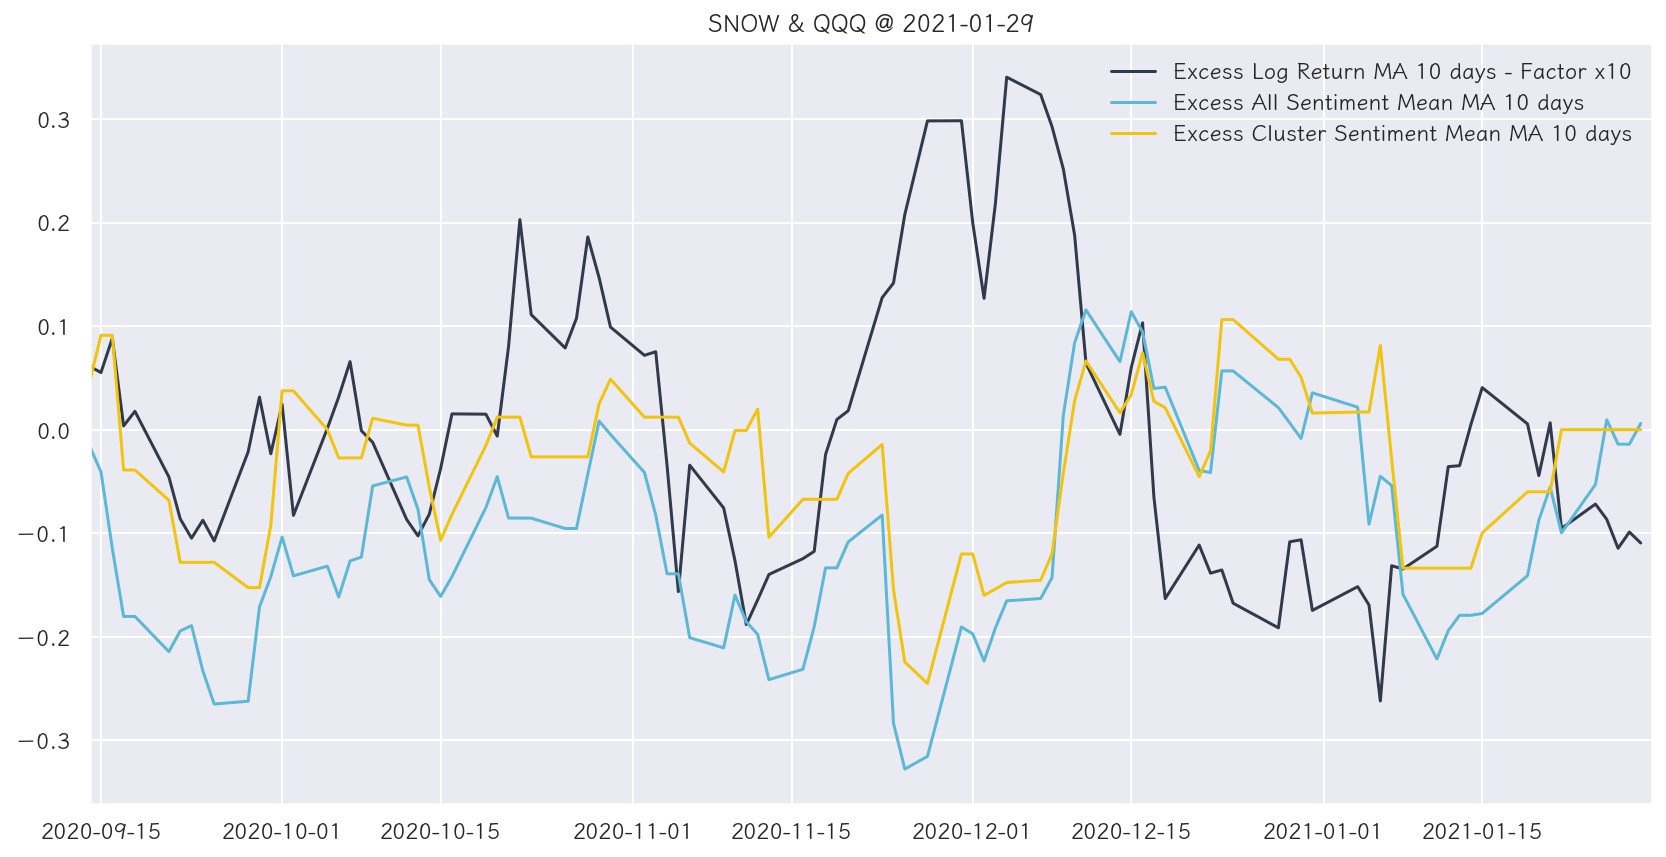 SNOW & QQQ @ 2021-01-29
Excess Log Return MA 10 days - Factor x10
Excess All Sentiment Mean MA 10 days
Excess Cluster Sentiment Mean MA 10 days
0.3
0.2
0.1
0.0
−0.1
−0.2
−0.3
2020-09-15 2020-10-01 2020-10-15 2020-11-01 2020-11-15 2020-12-01 2020-12-15 2021-01-01 2021-01-15